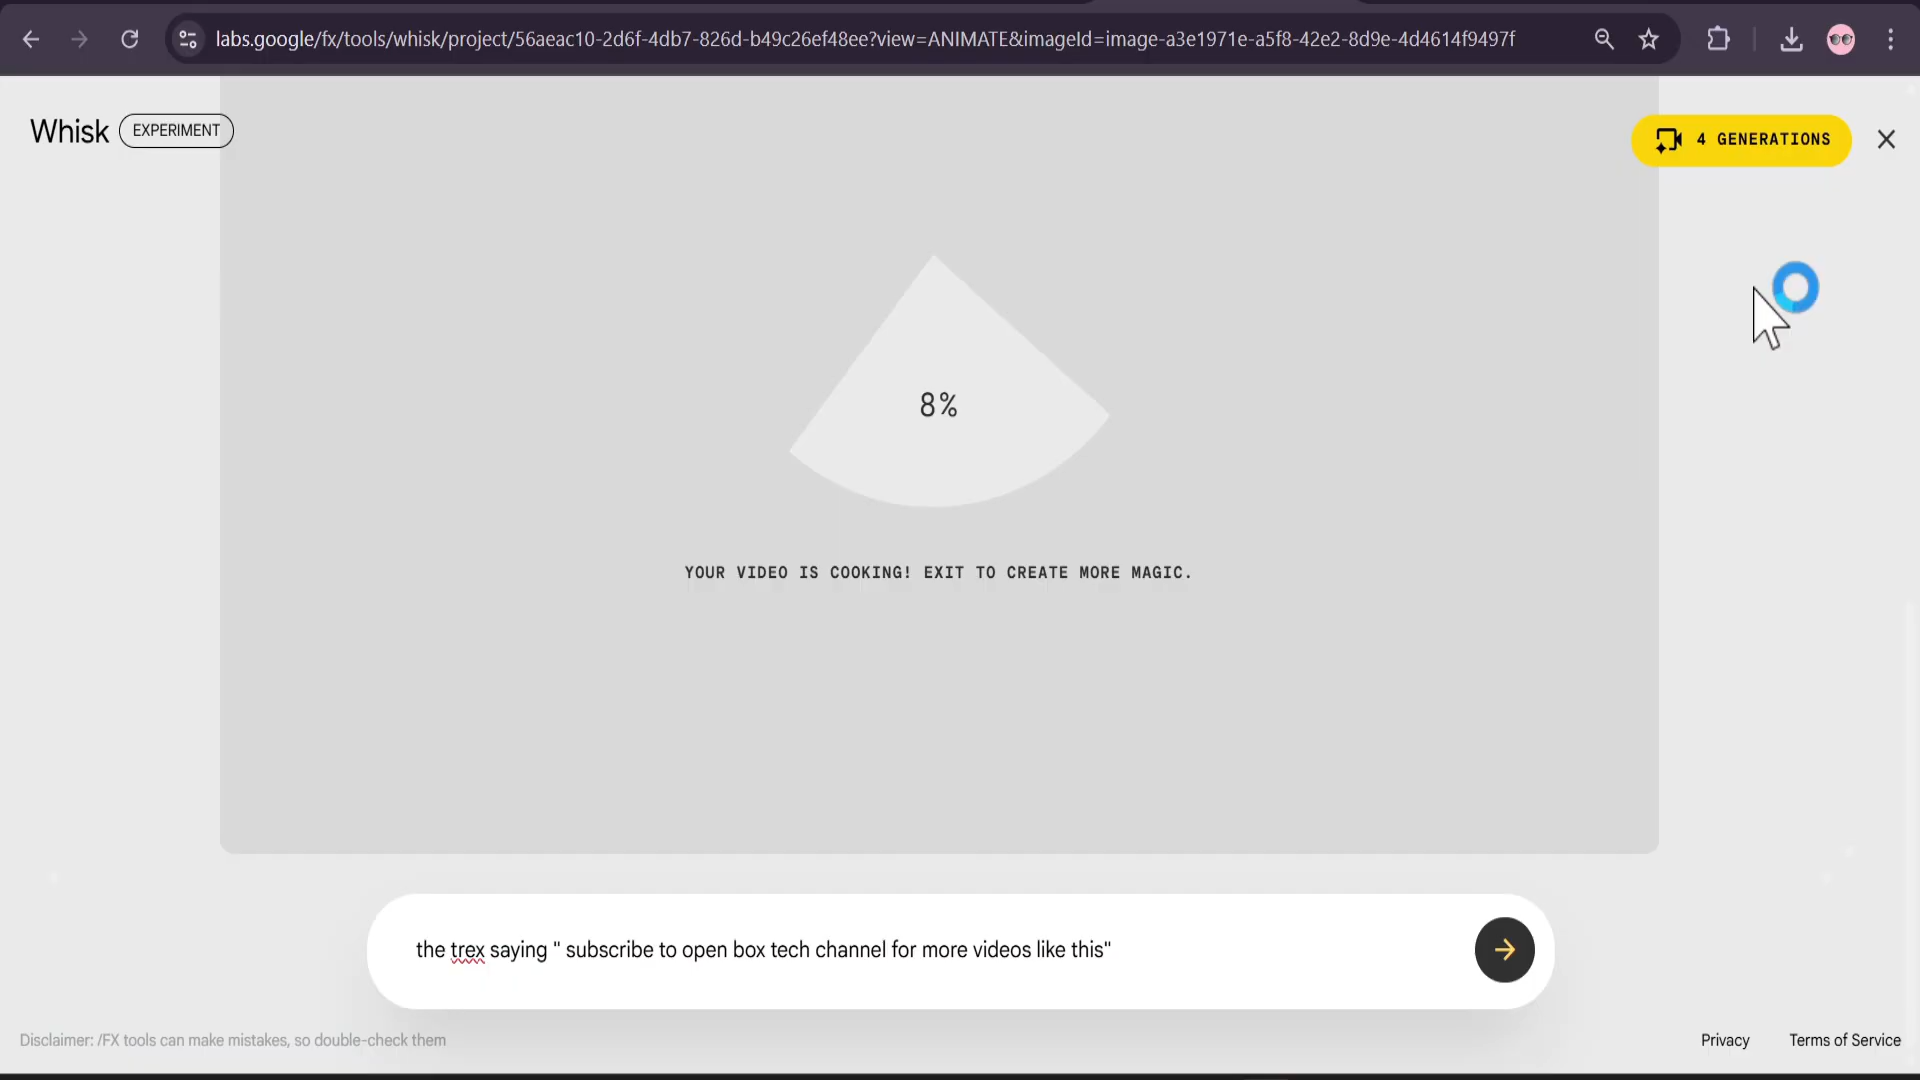 labs.google/fx/tools/whisk/project/56aeac10-2d6f-4db7-826d-b49c26ef48ee?view=ANIMATE&imageId=image-a3e1971e-a5f8-42e2-8d9e-4d4614f9497f
Whisk EXPERIMENT
4 GENERATIONS
8%
YOUR VIDEO IS COOKING! EXIT TO CREATE MORE MAGIC.
the trex saying " subscribe to open box tech channel for more videos like this"
Disclaimer: /FX tools can make mistakes, so double-check them
Privacy Terms of Service